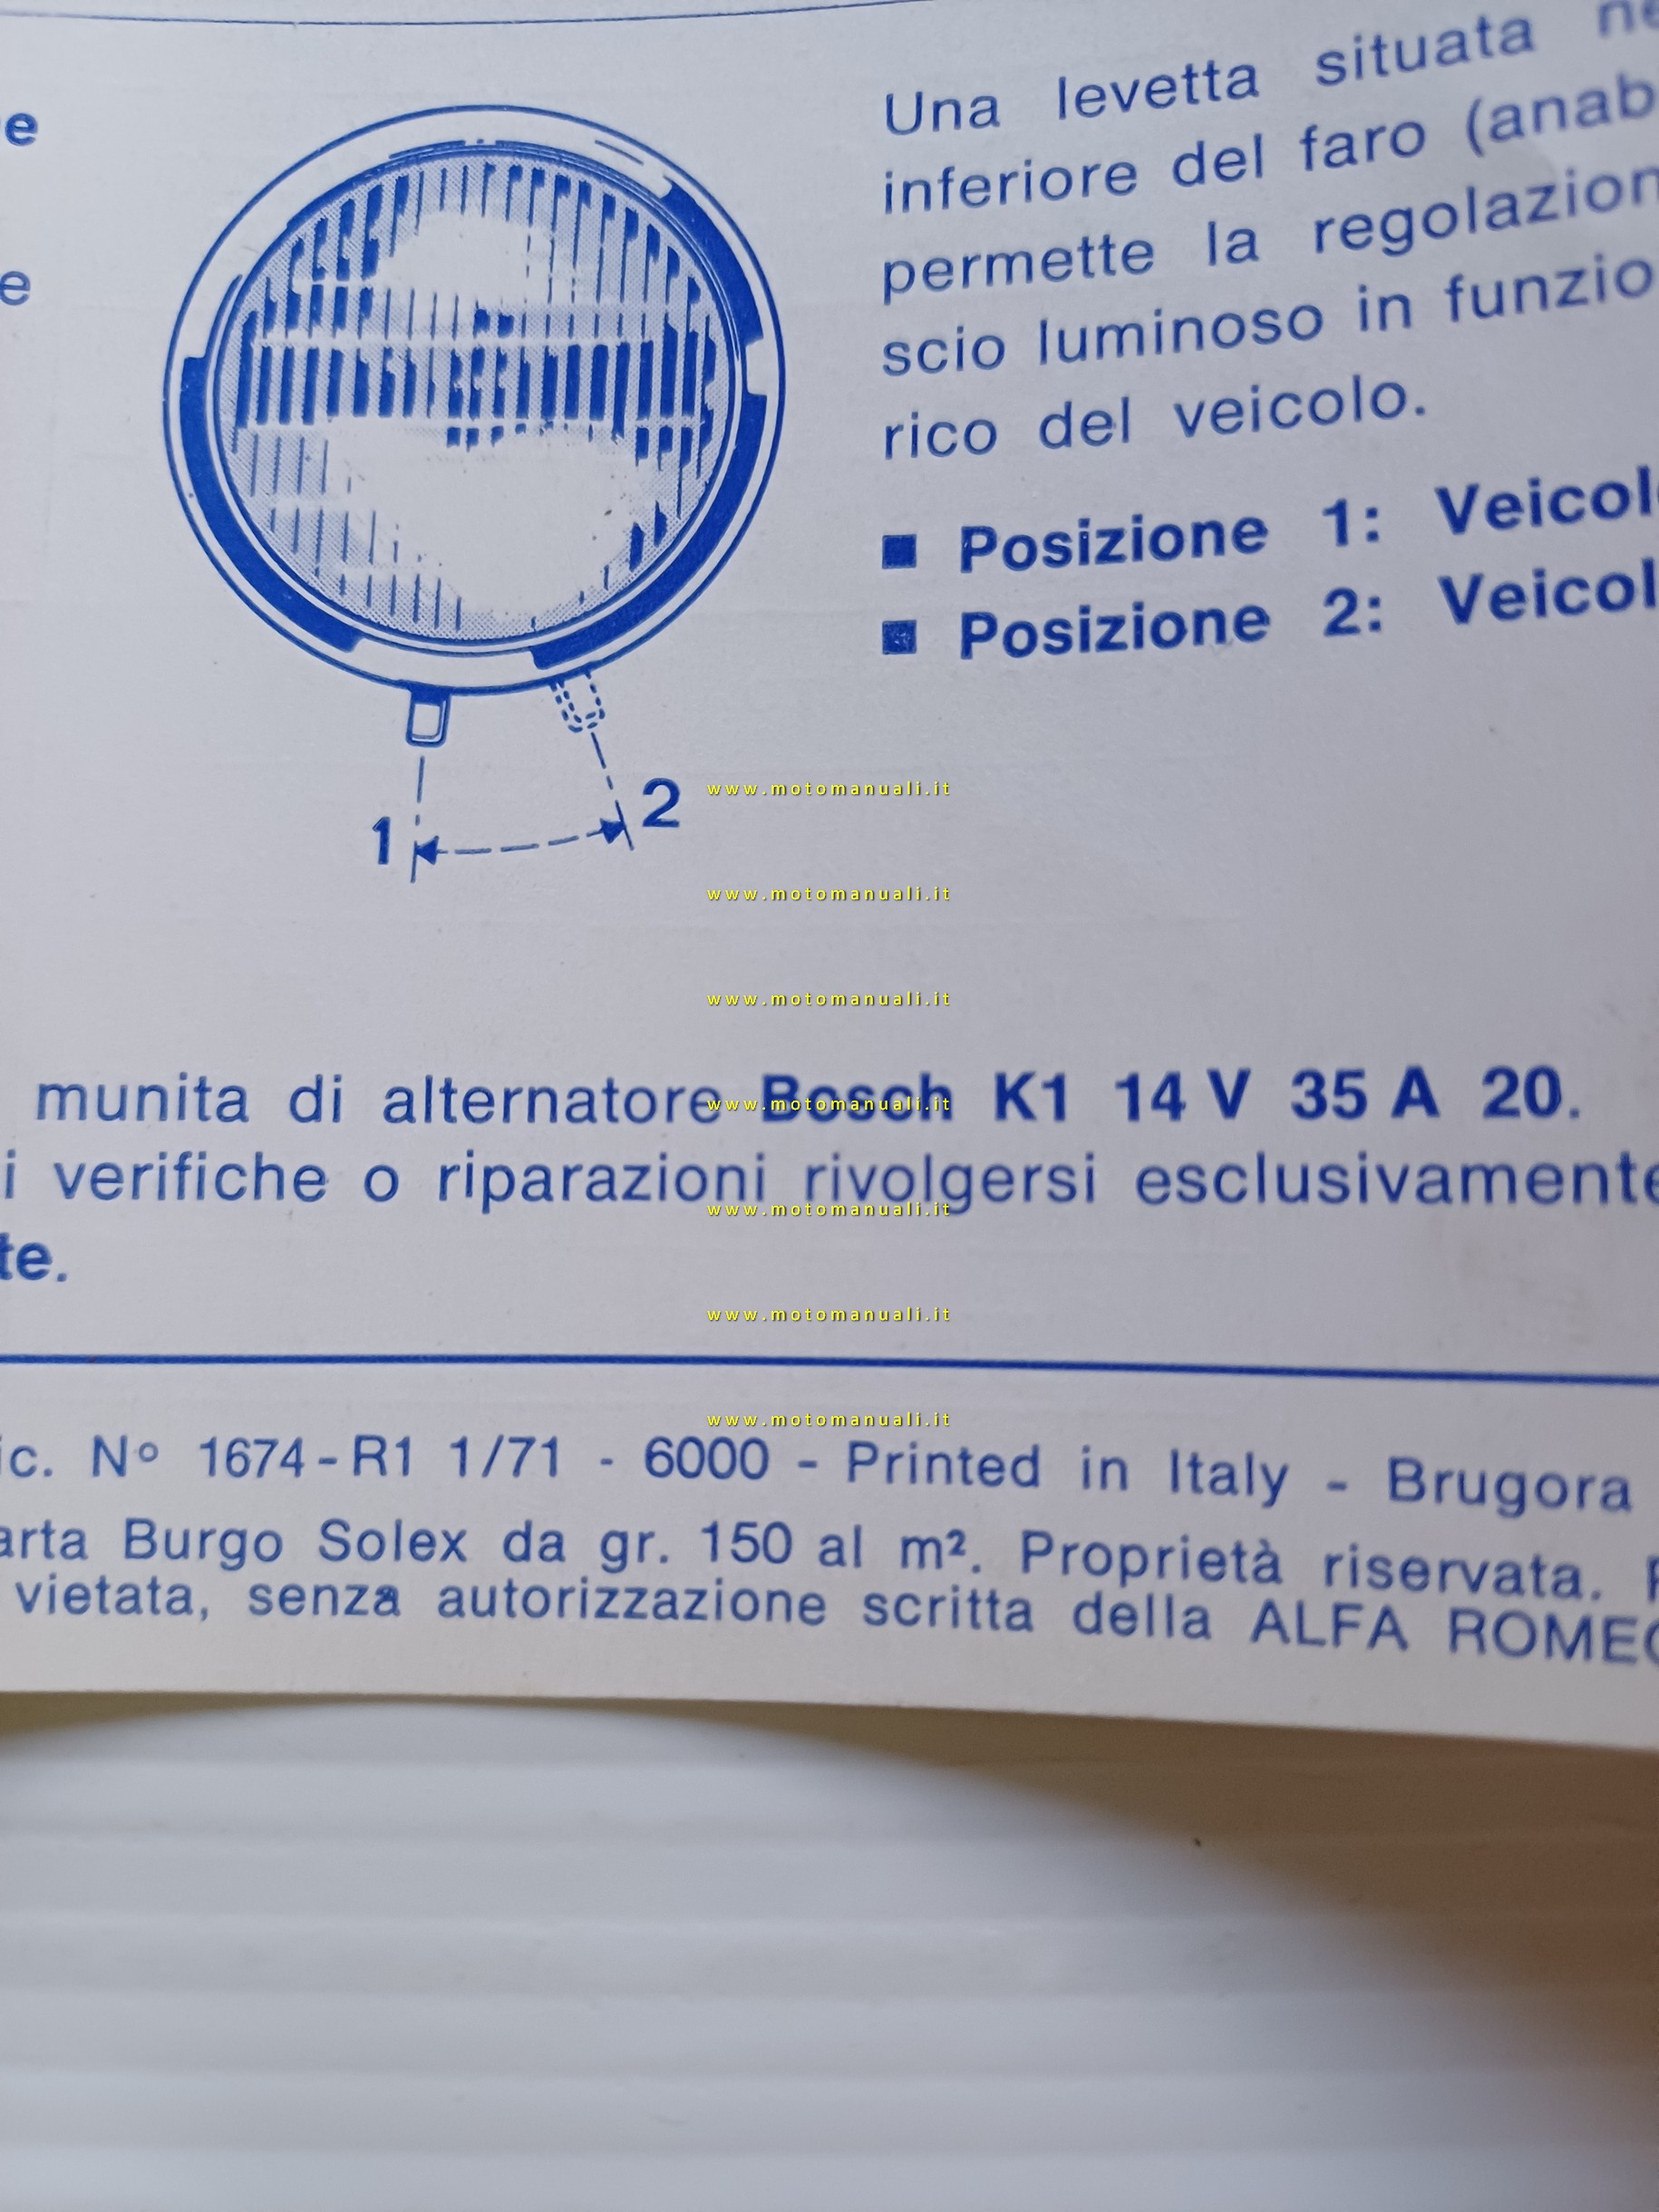 e
Una levetta situata ne
inferiore del faro (anab
e
permette la regolazion
scio luminoso in funzio
rico del veicolo.
■ Posizione 1: Veicol
■ Posizione 2: Veicol
1 2
www.motomanuali.it
www.motomanuali.it
www.motomanuali.it
munita di alternatore Bosch K1 14 V 35 A 20.
www.motomanuali.it
i verifiche o riparazioni rivolgersi esclusivamente
www.motomanuali.it
te.
www.motomanuali.it
www.motomanuali.it
ic. Nº 1674-R1 1/71 - 6000 - Printed in Italy - Brugora
arta Burgo Solex da gr. 150 al m². Proprietà riservata.
vietata, senza autorizzazione scritta della ALFA ROMEO